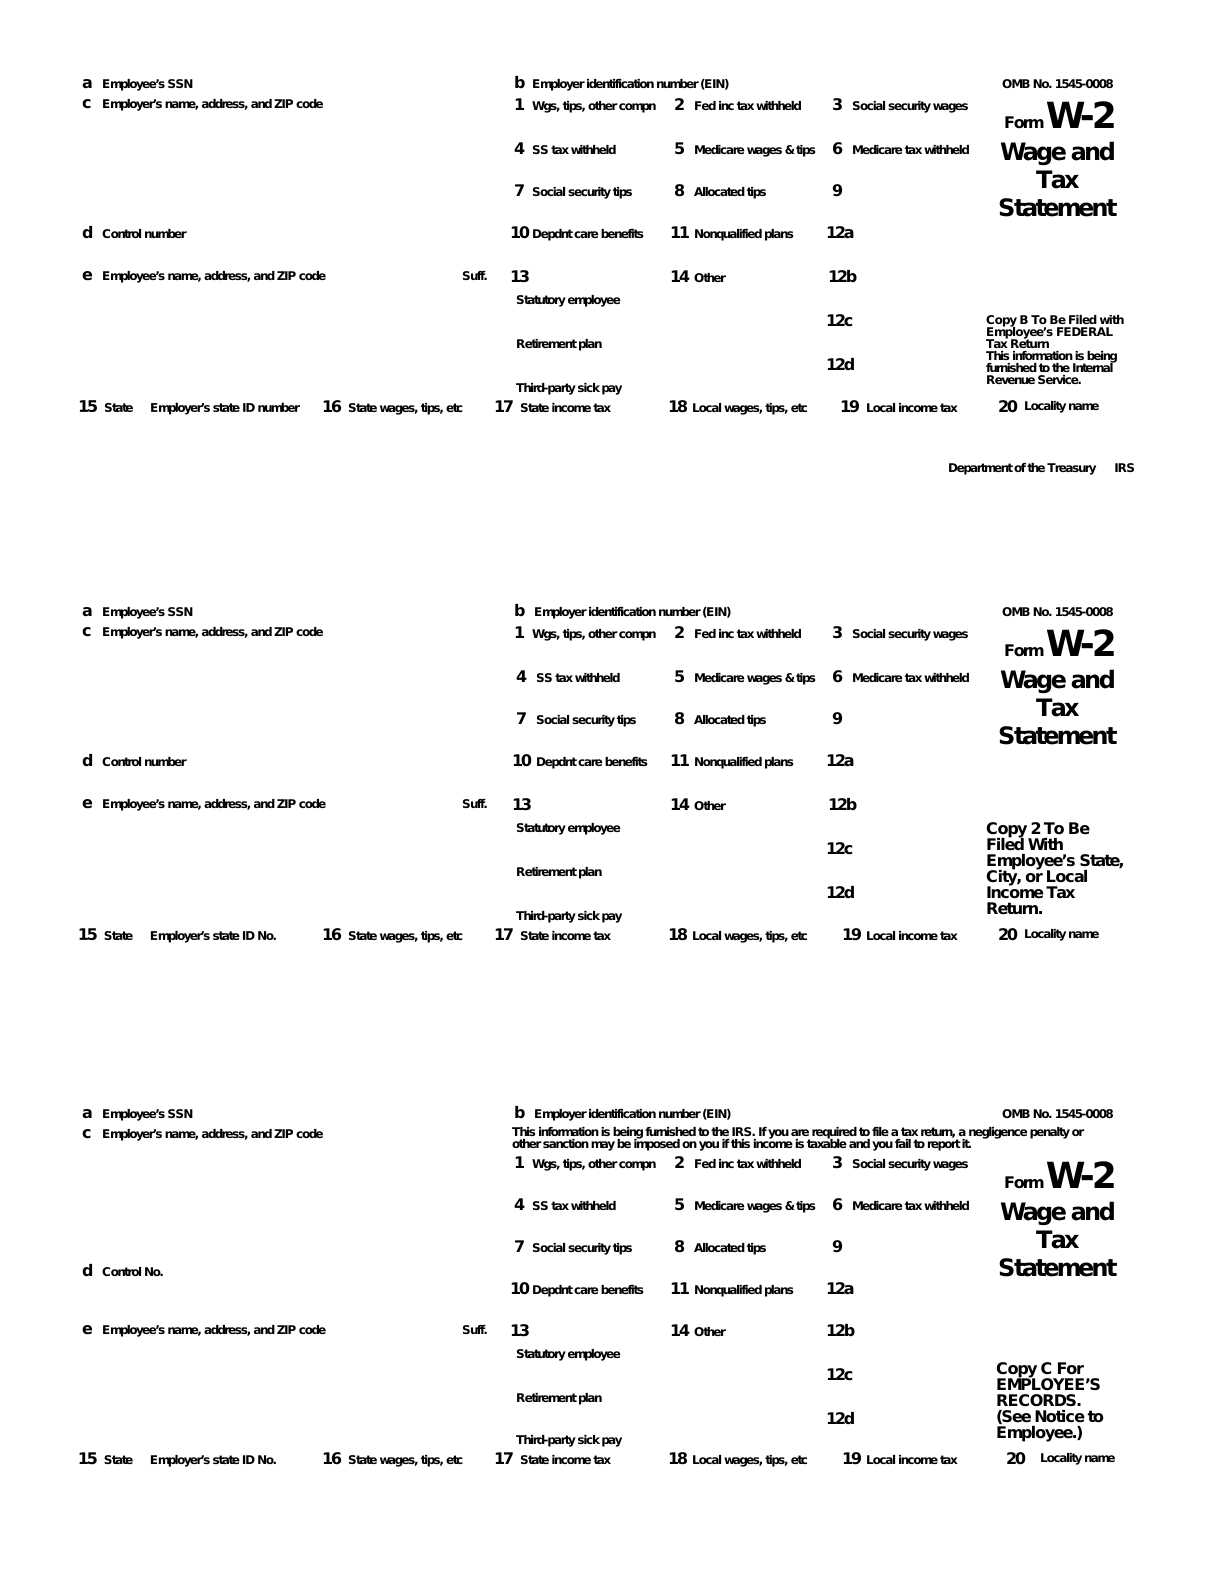 a Employee's SSN b Employer identification number (EIN) OMB No. 1545-0008
c Employer's name, address, and ZIP code 1 Wgs, tips, other compn 2 Fed inc tax withheld 3 Social security wages
Form W-2
4 SS tax withheld 5 Medicare wages & tips 6 Medicare tax withheld Wage and
Tax
7 Social security tips 8 Allocated tips 9
Statement
d Control number 10 Depdnt care benefits 11 Nonqualified plans 12a
e Employee's name, address, and ZIP code Suff. 13 14 Other 12b
Statutory employee
12c Copy B To Be Filed with
Employee's FEDERAL
Retirement plan Tax Return
This information is being
12d furnished to the Internal
Revenue Service.
Third-party sick pay
15 State Employer's state ID number 16 State wages, tips, etc 17 State income tax 18 Local wages, tips, etc 19 Local income tax 20 Locality name
Department of the Treasury IRS
a Employee's SSN b Employer identification number (EIN) OMB No. 1545-0008
c Employer's name, address, and ZIP code 1 Wgs, tips, other compn 2 Fed inc tax withheld 3 Social security wages
Form W-2
4 SS tax withheld 5 Medicare wages & tips 6 Medicare tax withheld Wage and
Tax
7 Social security tips 8 Allocated tips 9
Statement
d Control number 10 Depdnt care benefits 11 Nonqualified plans 12a
e Employee's name, address, and ZIP code Suff. 13 14 Other 12b
Statutory employee Copy 2 To Be
12c Filed With
Employee's State,
Retirement plan City, or Local
12d Income Tax
Return.
Third-party sick pay
15 State Employer's state ID No. 16 State wages, tips, etc 17 State income tax 18 Local wages, tips, etc 19 Local income tax 20 Locality name
a Employee's SSN b Employer identification number (EIN) OMB No. 1545-0008
c Employer's name, address, and ZIP code This information is being furnished to the IRS. If you are required to file a tax return, a negligence penalty or
other sanction may be imposed on you if this income is taxable and you fail to report it.
1 Wgs, tips, other compn 2 Fed inc tax withheld 3 Social security wages
Form W-2
4 SS tax withheld 5 Medicare wages & tips 6 Medicare tax withheld Wage and
Tax
7 Social security tips 8 Allocated tips 9
Statement
d Control No.
10 Depdnt care benefits 11 Nonqualified plans 12a
e Employee's name, address, and ZIP code Suff. 13 14 Other 12b
Statutory employee
12c Copy C For
EMPLOYEE'S
Retirement plan RECORDS.
12d (See Notice to
Employee.)
Third-party sick pay
15 State Employer's state ID No. 16 State wages, tips, etc 17 State income tax 18 Local wages, tips, etc 19 Local income tax 20 Locality name